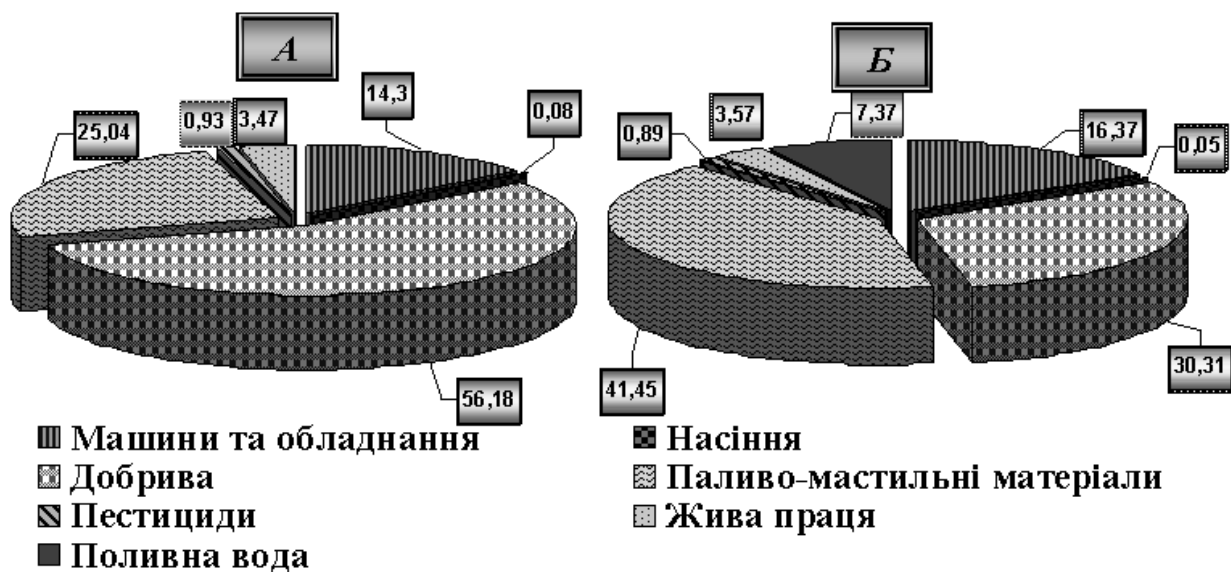 А
Б
14,3
0,08
25,04
0,93
3,47
56,18
3,57
7,37
0,89
16,37
0,05
41,45
30,31
Машини та обладнання
Насіння
Добрива
Паливо-мастильні матеріали
Пестициди
Жива праця
Поливна вода